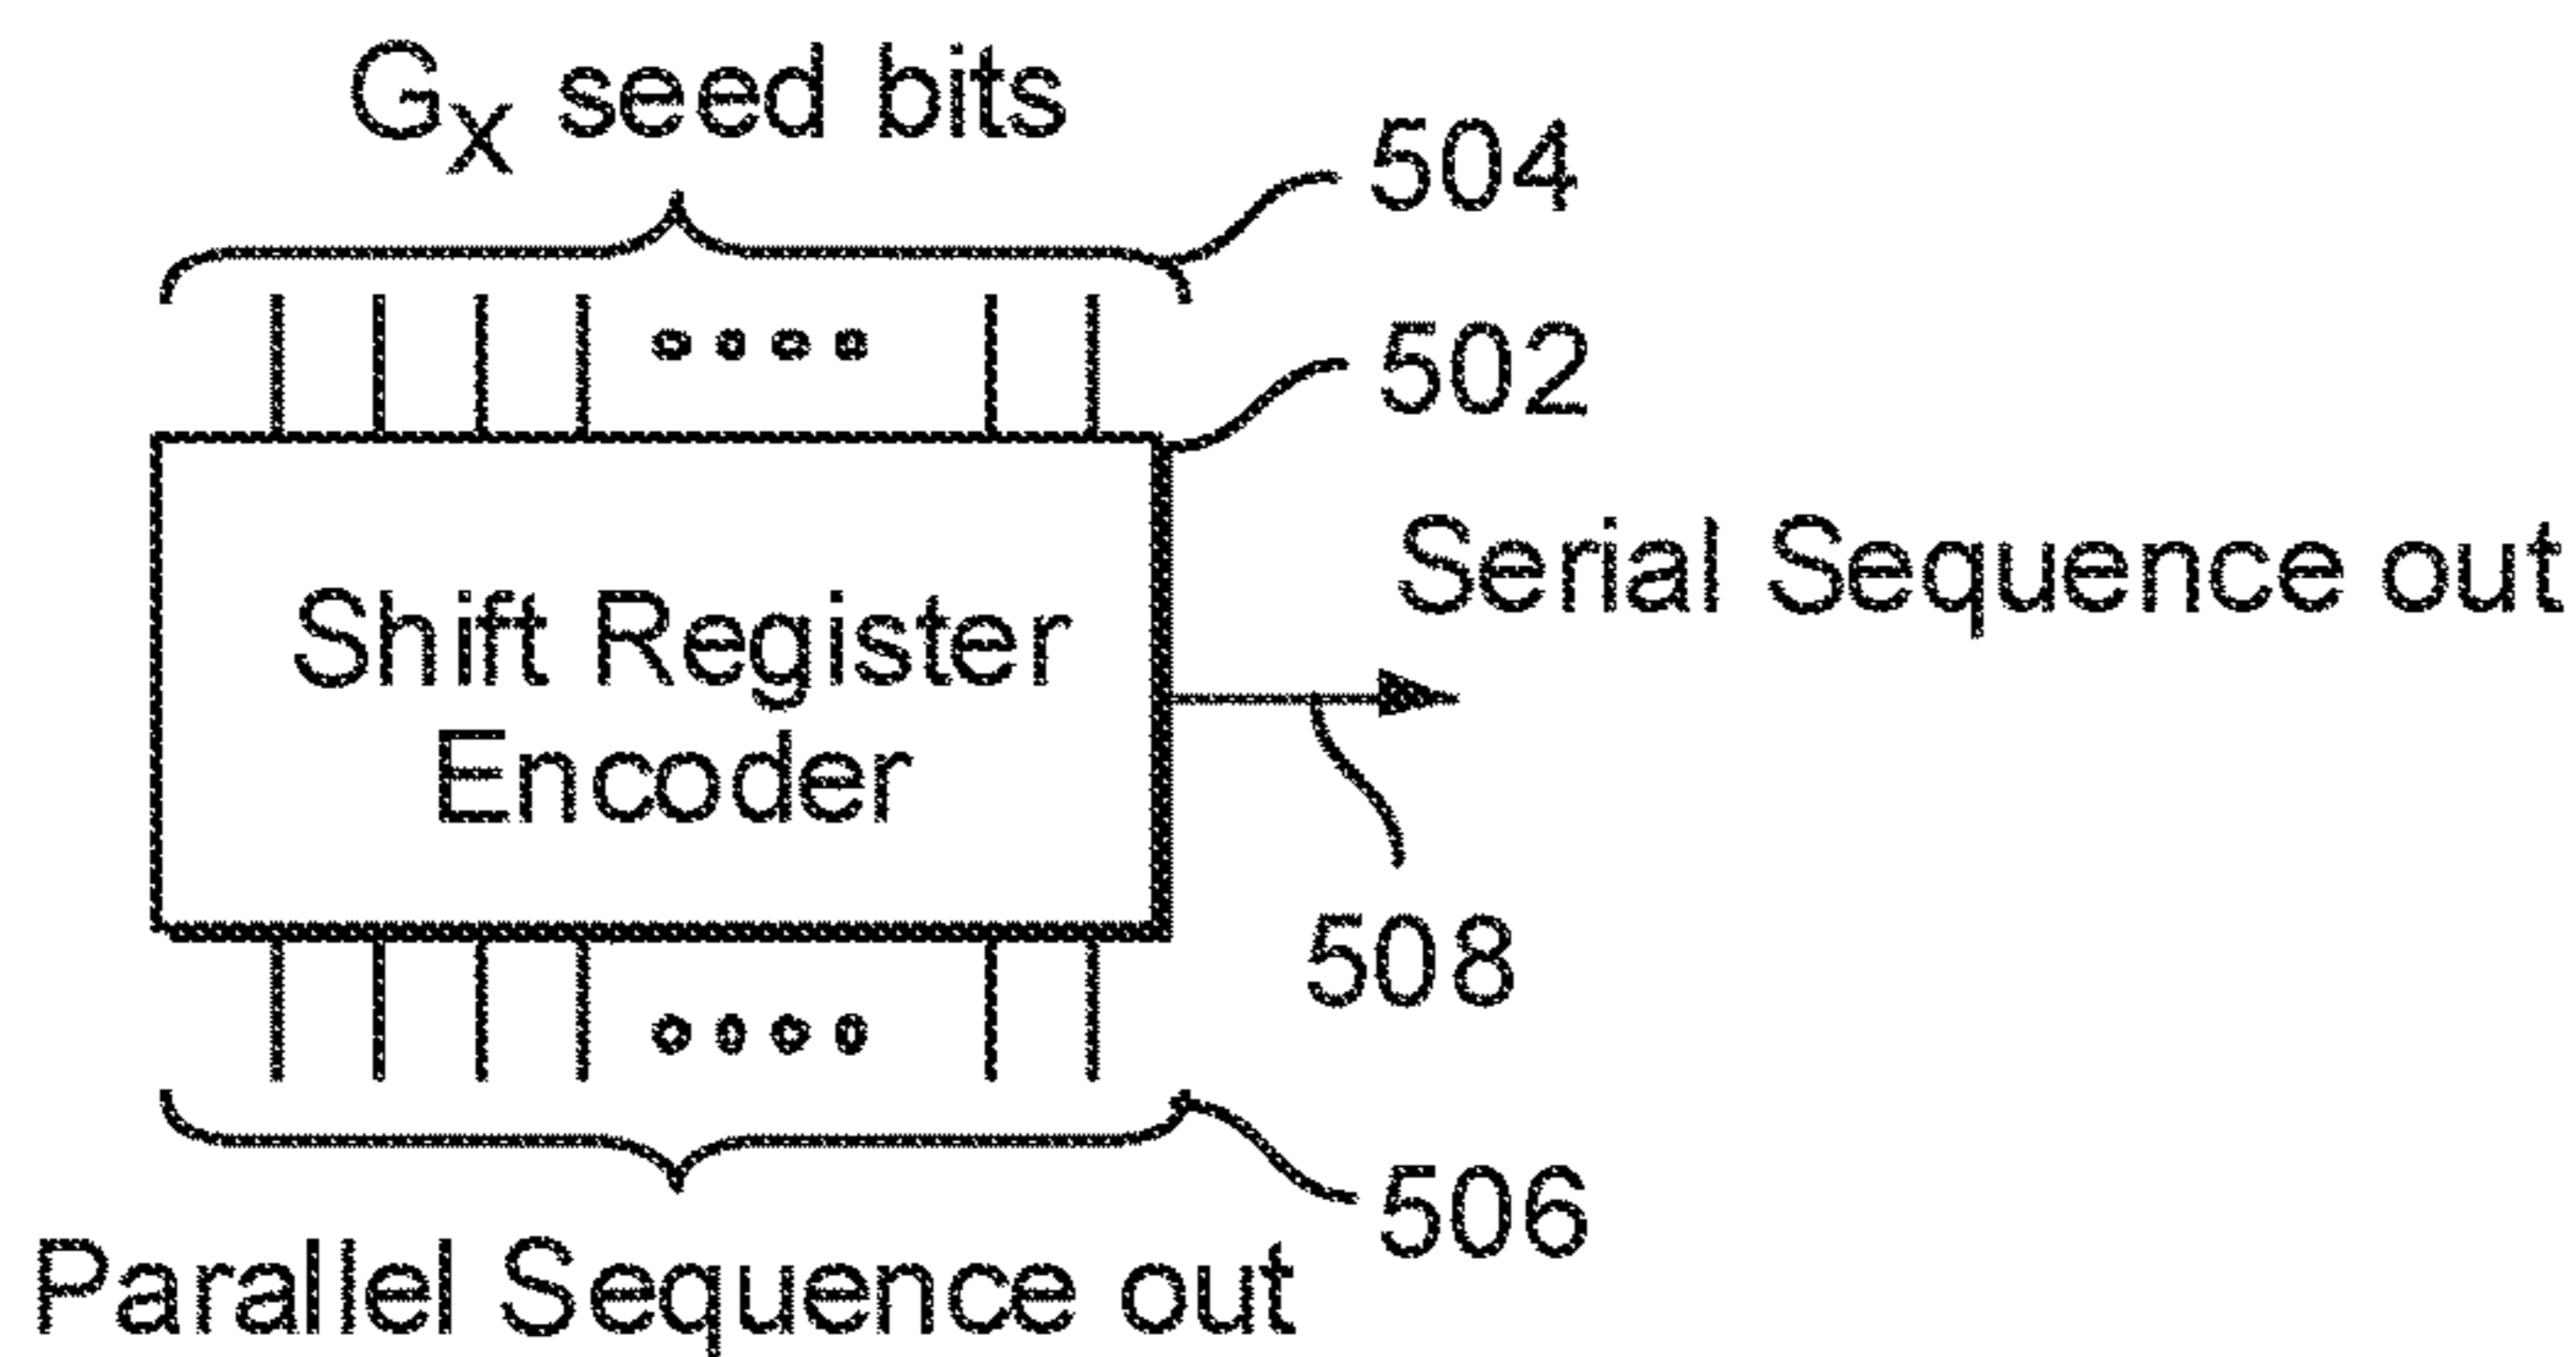 G_X seed bits
504
502
Serial Sequence out
Shift Register
Encoder
508
506
Parallel Sequence out